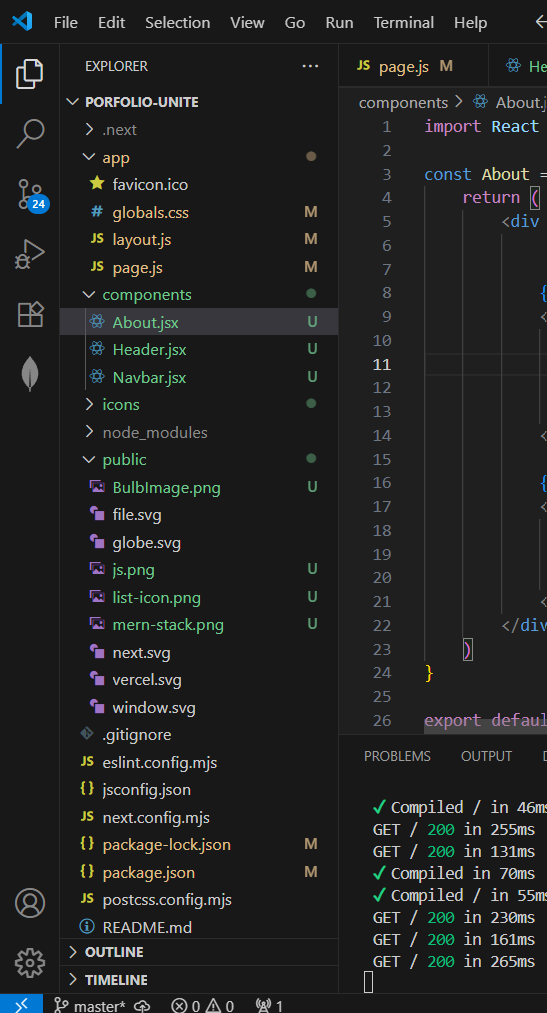 File Edit Selection View Go Run Terminal Help
EXPLORER
PORFOLIO-UNITE
.next
app
favicon.ico
# globals.css M
JS layout.js M
JS page.js M
components
About.jsx U
Header.jsx U
Navbar.jsx U
icons
node_modules
public
BulbImage.png U
file.svg
globe.svg
js.png U
list-icon.png U
mern-stack.png U
next.svg
vercel.svg
window.svg
.gitignore
JS eslint.config.mjs
{} jsconfig.json
JS next.config.mjs
{} package-lock.json M
{} package.json M
JS postcss.config.mjs
README.md
OUTLINE
TIMELINE
24
JS page.js M
He
components > About.j
1 import React
2
3 const About =
4 return (
5 <div
6
7
8 {
9 <
10
11
12
13
14 <
15
16 {
17 <
18
19
20
21 <
22 </div
23 )
24 }
25
26 export defaul
PROBLEMS OUTPUT
✓ Compiled / in 46ms
GET / 200 in 255ms
GET / 200 in 131ms
✓ Compiled in 70ms
✓ Compiled / in 55ms
GET / 200 in 230ms
GET / 200 in 161ms
GET / 200 in 265ms
master* 0 0 1